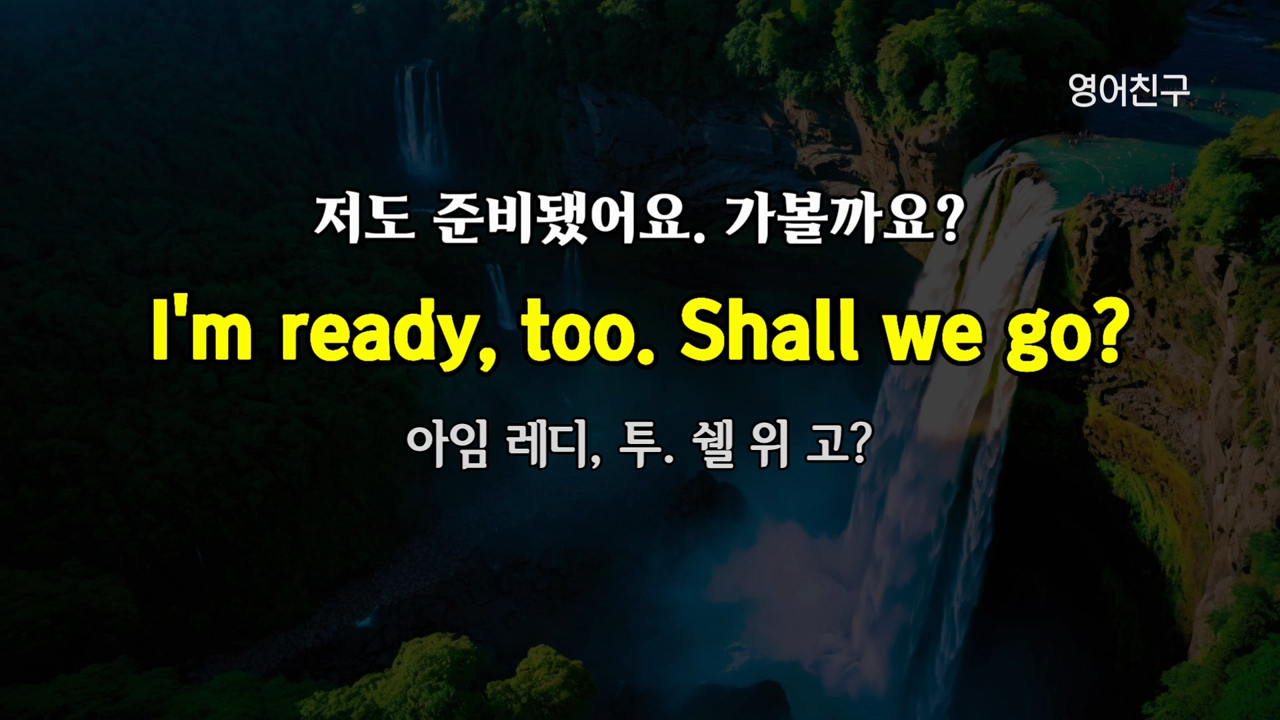 영어친구
저도 준비됐어요. 가볼까요?
I'm ready, too. Shall we go?
아임 레디, 투. 쉘 위 고?